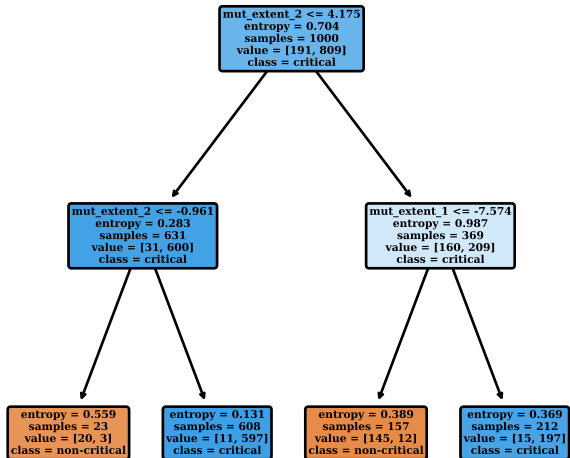 mut_extent_2 <= 4.175
entropy = 0.704
samples = 1000
value = [191, 809]
class = critical
mut_extent_2 <= -0.961
entropy = 0.283
samples = 631
value = [31, 600]
class = critical
mut_extent_1 <= -7.574
entropy = 0.987
samples = 369
value = [160, 209]
class = critical
entropy = 0.559
samples = 23
value = [20, 3]
class = non-critical
entropy = 0.131
samples = 608
value = [11, 597]
class = critical
entropy = 0.389
samples = 157
value = [145, 12]
class = non-critical
entropy = 0.369
samples = 212
value = [15, 197]
class = critical